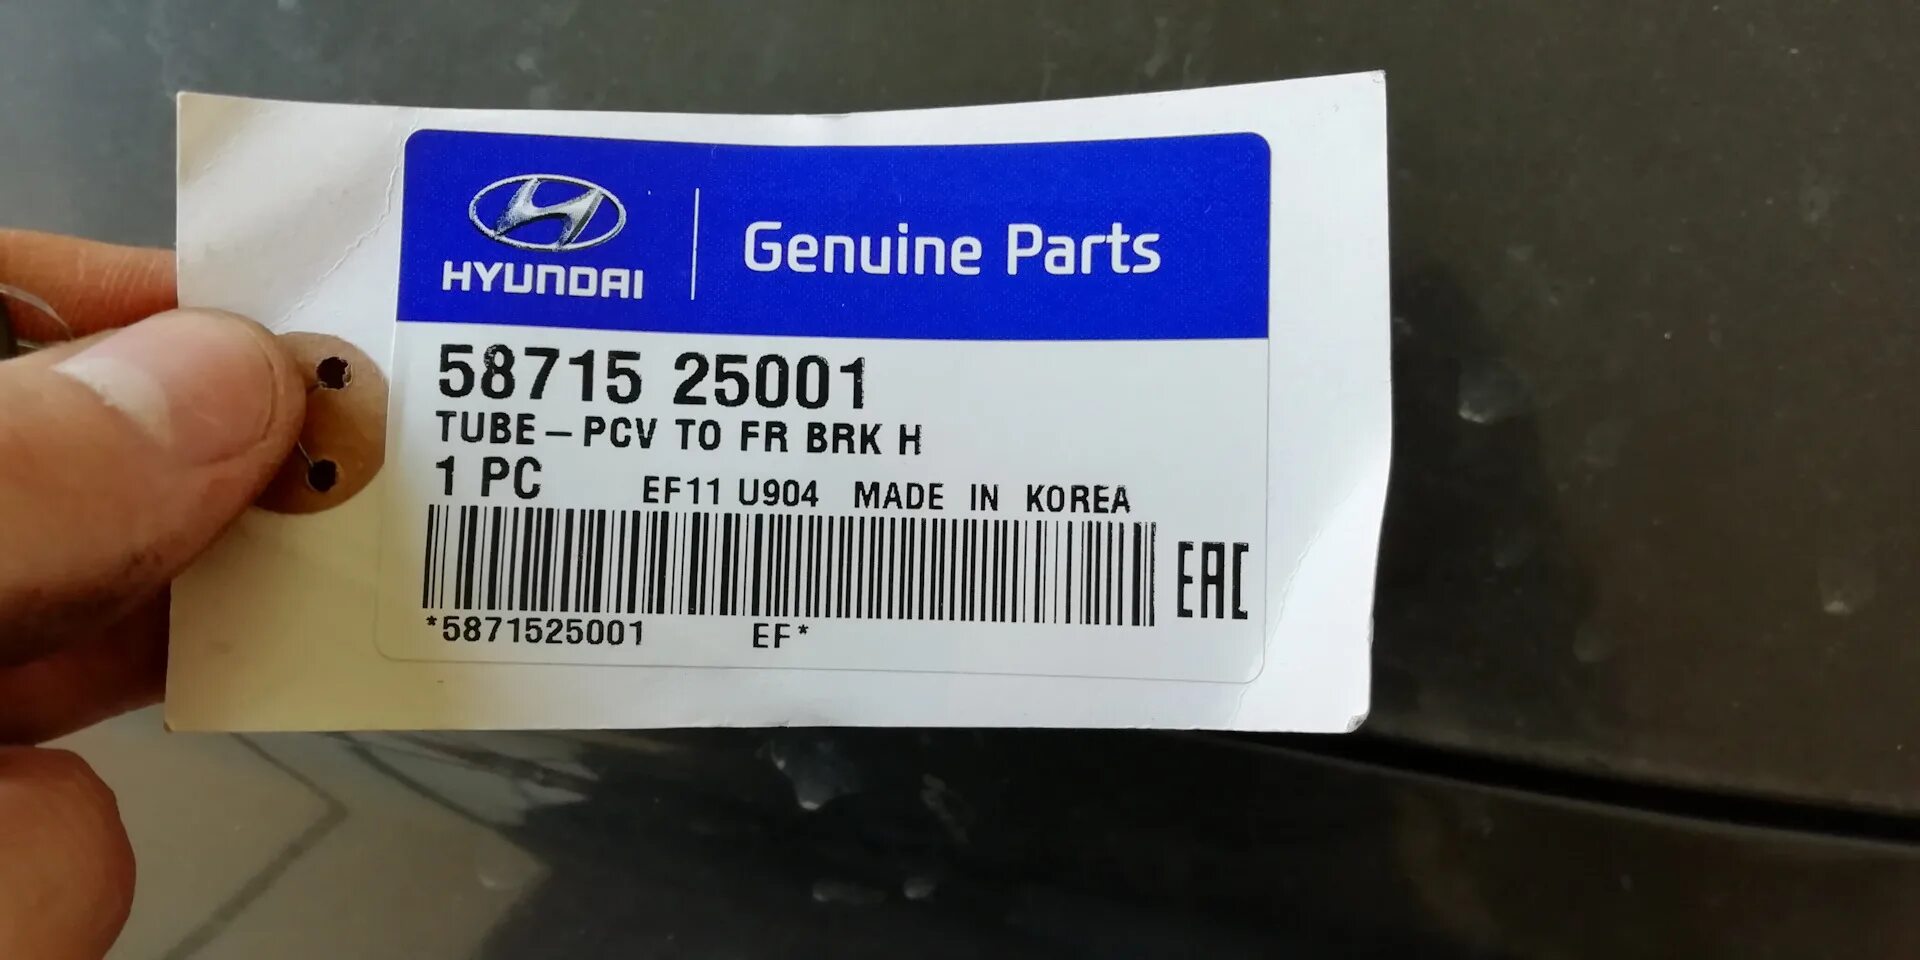 HYUNDAI
Genuine Parts
58715 25001
TUBE-PCV TO FR BRK H
1 PC EF11 U904 MADE IN KOREA
EAC
*5871525001 EF*